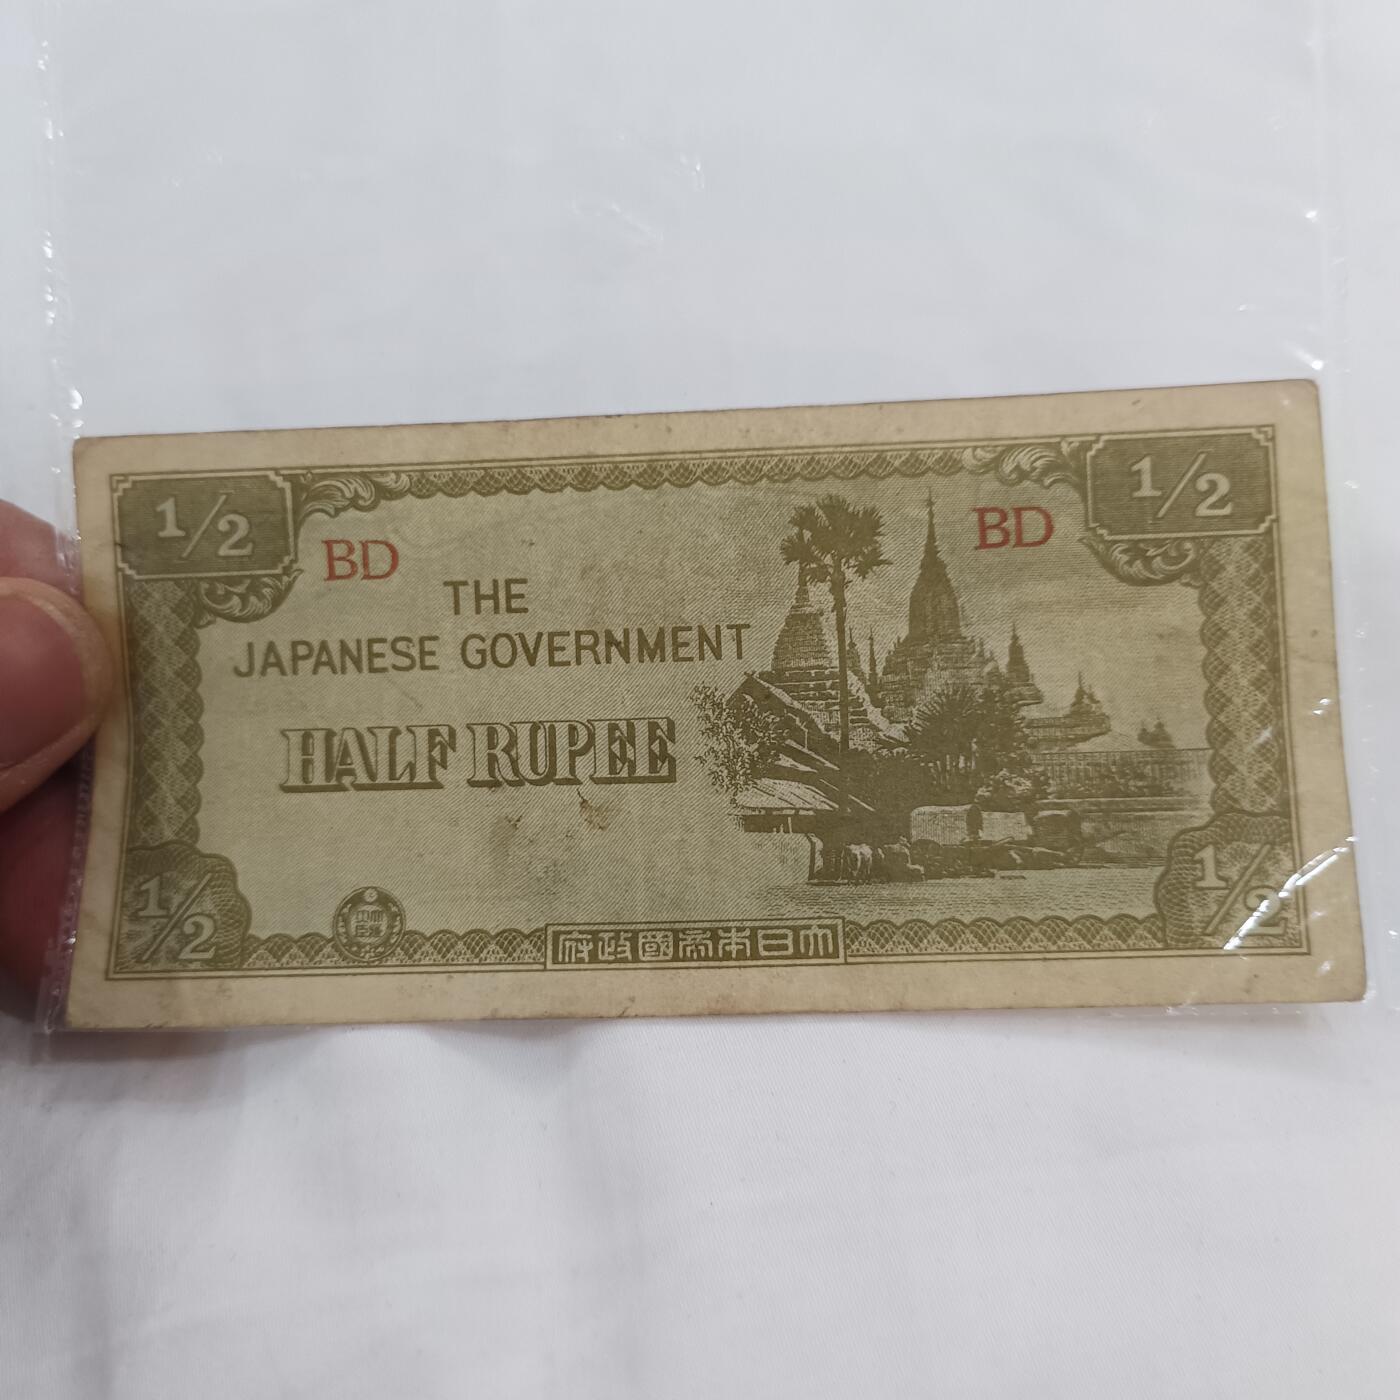 1/2
1/2
BD
BD
THE
JAPANESE GOVERNMENT
HALF RUPEE
1/2
1/2
府政國帝本日大